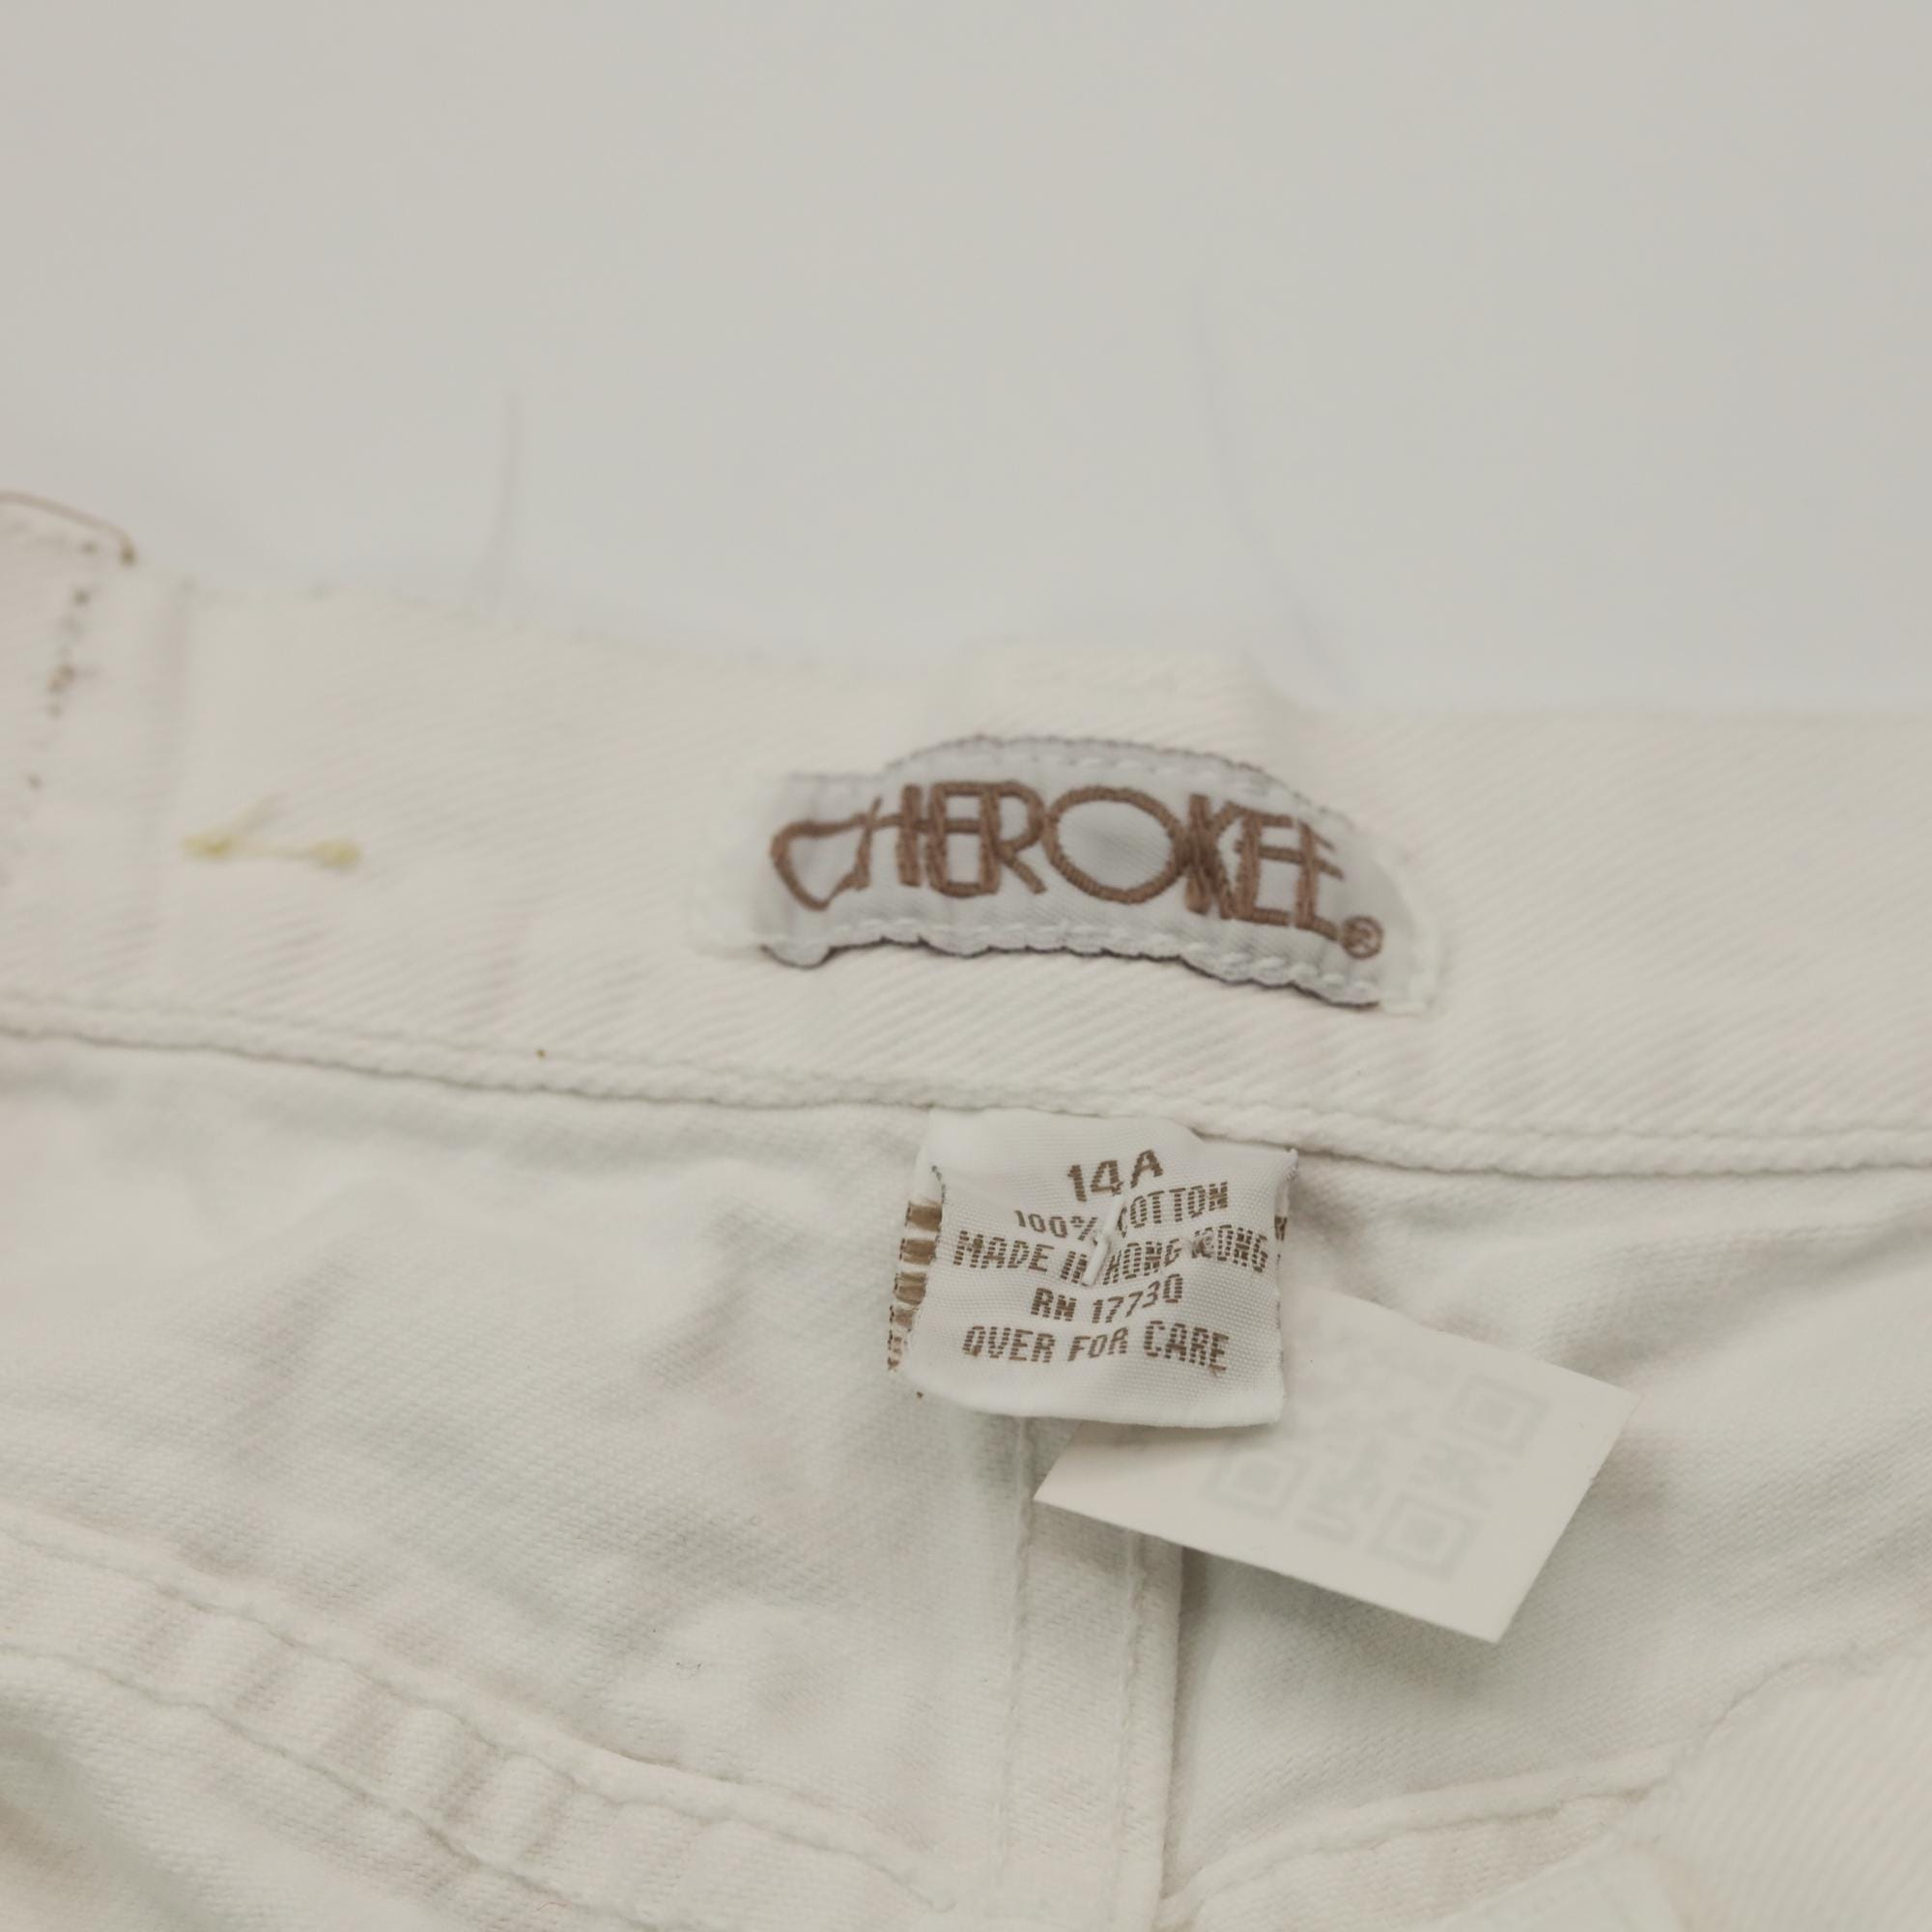 CHEROKEE®
14A
100% COTTON
MADE IN HONG KONG
RN 17730
OVER FOR CARE